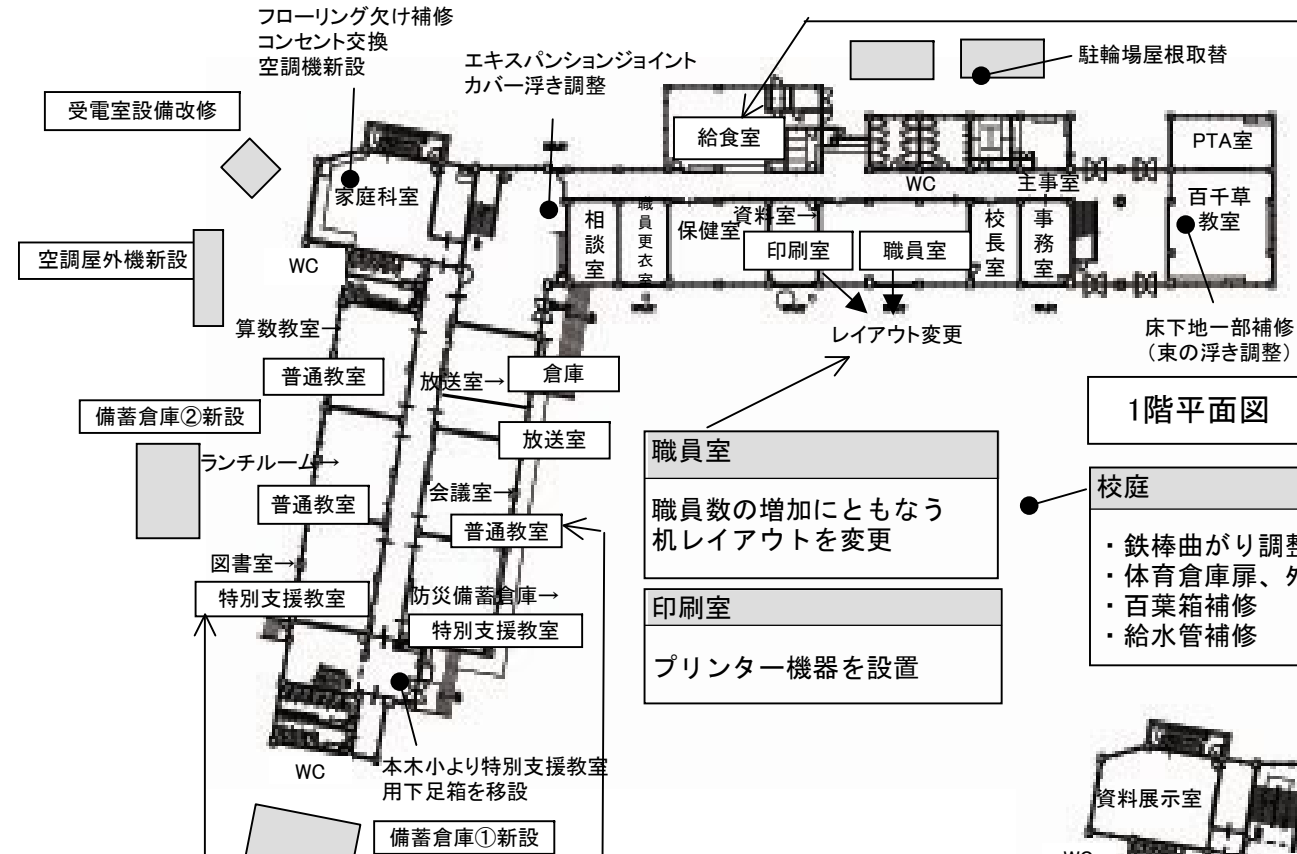 フローリング欠け補修
コンセント交換
空調機新設
エキスパンションジョイント
カバー浮き調整
駐輪場屋根取替
受電室設備改修
給食室
PTA室
家庭科室
WC
主事室
百千草
教室
相談室
職員更衣室
保健室
資料室→
印刷室
職員室
校長室
事務室
空調屋外機新設
WC
算数教室→
レイアウト変更
床下地一部補修
(束の浮き調整)
普通教室
放送室→
倉庫
1階平面図
備蓄倉庫②新設
放送室
ランチルーム→
職員室
職員数の増加にともなう
机レイアウトを変更
校庭
・鉄棒曲がり調整
・体育倉庫扉、
・百葉箱補修
・給水管補修
会議室→
普通教室
普通教室
図書室→
特別支援教室
防災備蓄倉庫→
特別支援教室
印刷室
プリンター機器を設置
WC
本木小より特別支援教室
用下足箱を移設
備蓄倉庫①新設
資料展示室
WC